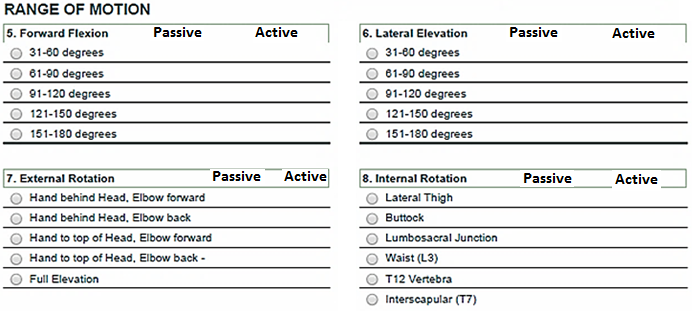 RANGE OF MOTION
5. Forward Flexion Passive Active
31-60 degrees
61-90 degrees
91-120 degrees
121-150 degrees
151-180 degrees
6. Lateral Elevation Passive Active
31-60 degrees
61-90 degrees
91-120 degrees
121-150 degrees
151-180 degrees
7. External Rotation Passive Active
Hand behind Head, Elbow forward
Hand behind Head, Elbow back
Hand to top of Head, Elbow forward
Hand to top of Head, Elbow back -
Full Elevation
8. Internal Rotation Passive Active
Lateral Thigh
Buttock
Lumbosacral Junction
Waist (L3)
T12 Vertebra
Interscapular (T7)